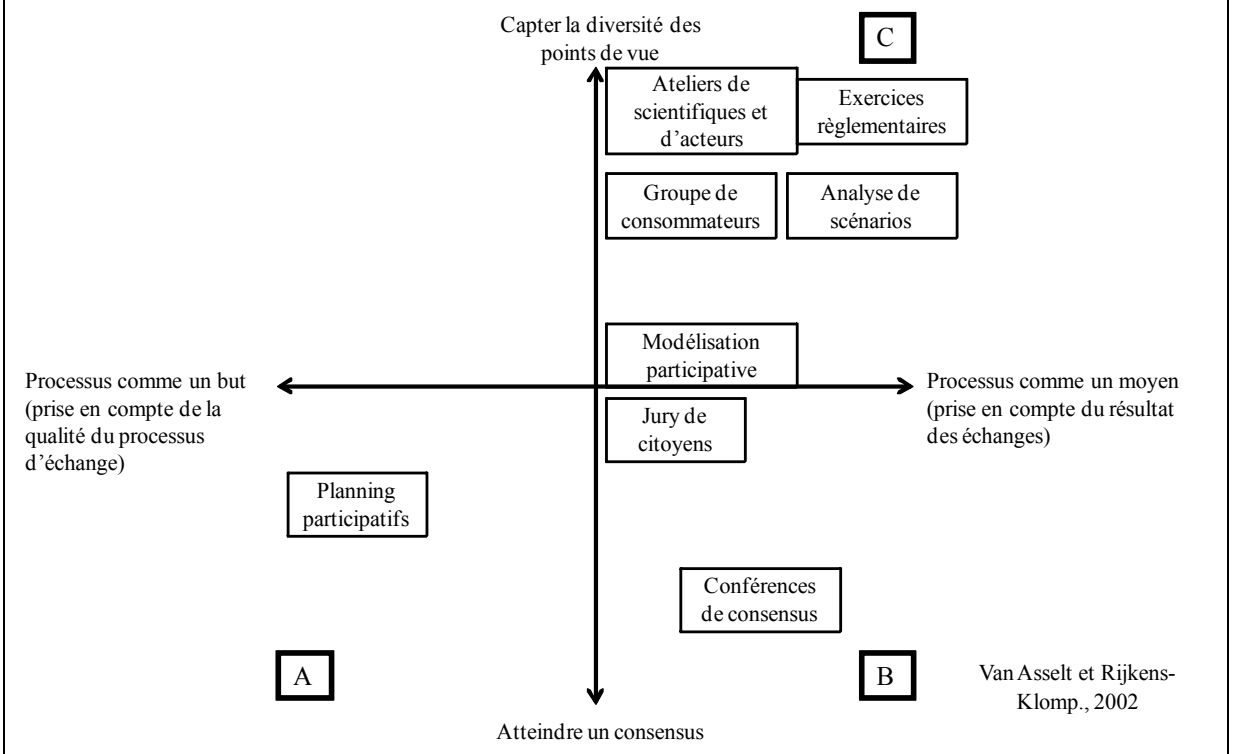 Capter la diversité des
points de vue
C
Ateliers de
scientifiques et
d'acteurs
Exercices
règlementaires
Groupe de
consommateurs
Analyse de
scénarios
Modélisation
participative
Processus comme un but
(prise en compte de la
qualité du processus
d'échange)
Processus comme un moyen
(prise en compte du résultat
des échanges)
Jury de
citoyens
Planning
participatifs
Conférences
de consensus
A
B
Van Asselt et Rijkens-
Klomp., 2002
Atteindre un consensus